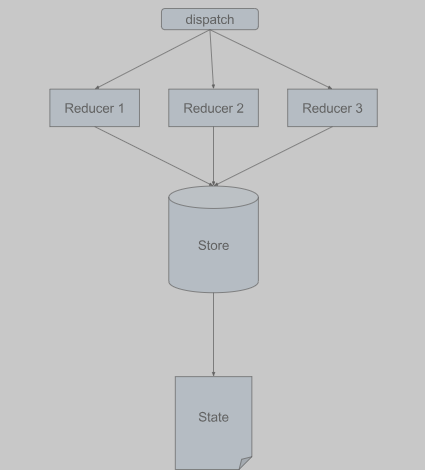 dispatch
Reducer 1
Reducer 2
Reducer 3
Store
State